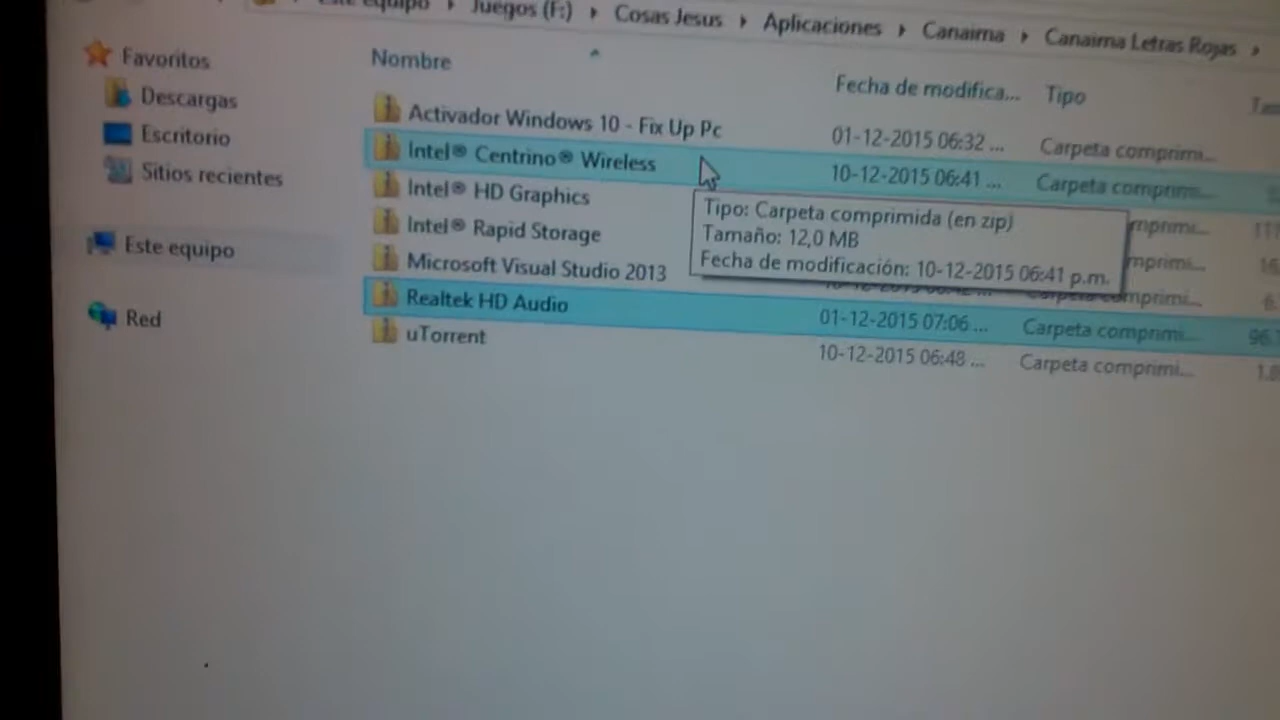 Este equipo ▸ Juegos (F:) ▸ Cosas Jesus ▸ Aplicaciones ▸ Canaima ▸ Canaima Letras Rojas ▸
Favoritos
Descargas
Escritorio
Sitios recientes
Este equipo
Red
Nombre Fecha de modifica... Tipo
Activador Windows 10 - Fix Up Pc 01-12-2015 06:32 ... Carpeta comprimi...
Intel® Centrino® Wireless 10-12-2015 06:41 ... Carpeta comprimi...
Intel® HD Graphics
Intel® Rapid Storage
Microsoft Visual Studio 2013 Carpeta comprimi...
Realtek HD Audio 01-12-2015 07:06 ... Carpeta comprimi...
uTorrent 10-12-2015 06:48 ... Carpeta comprimi...
Tipo: Carpeta comprimida (en zip)
Tamaño: 12,0 MB
Fecha de modificación: 10-12-2015 06:41 p.m.